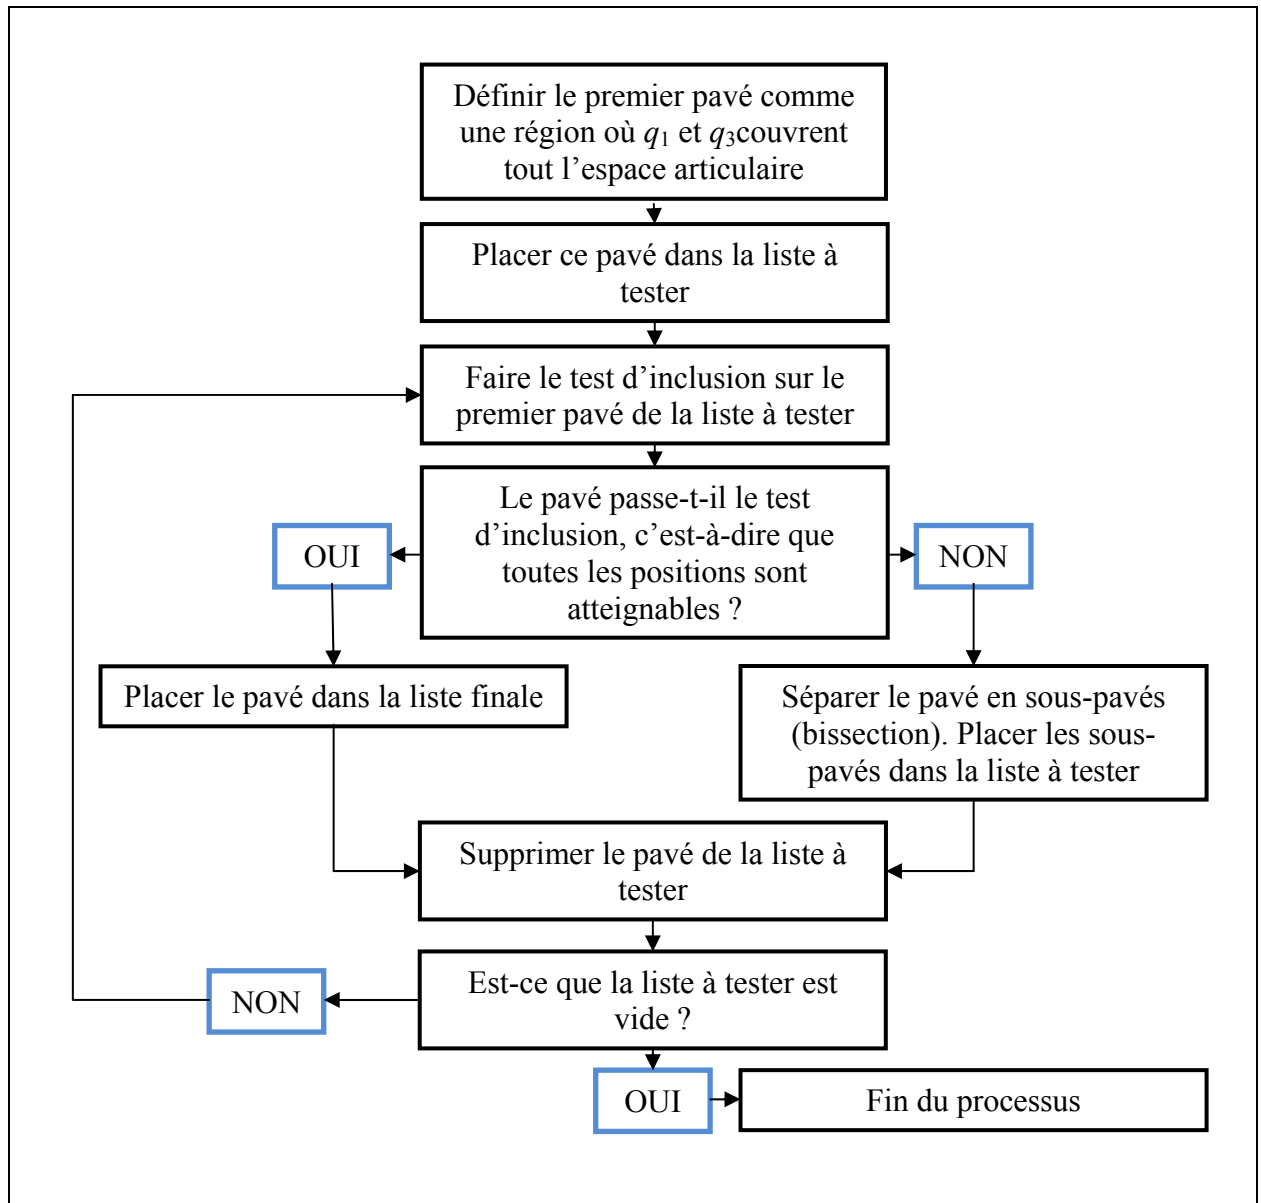 Définir le premier pavé comme
une région où q1 et q3couvrent
tout l’espace articulaire
Placer ce pavé dans la liste à
tester
Faire le test d’inclusion sur le
premier pavé de la liste à tester
Le pavé passe-t-il le test
d’inclusion, c’est-à-dire que
toutes les positions sont
atteignables ?
OUI
NON
Placer le pavé dans la liste finale
Séparer le pavé en sous-pavés
(bissection). Placer les sous-
pavés dans la liste à tester
Supprimer le pavé de la liste à
tester
Est-ce que la liste à tester est
vide ?
NON
OUI
Fin du processus